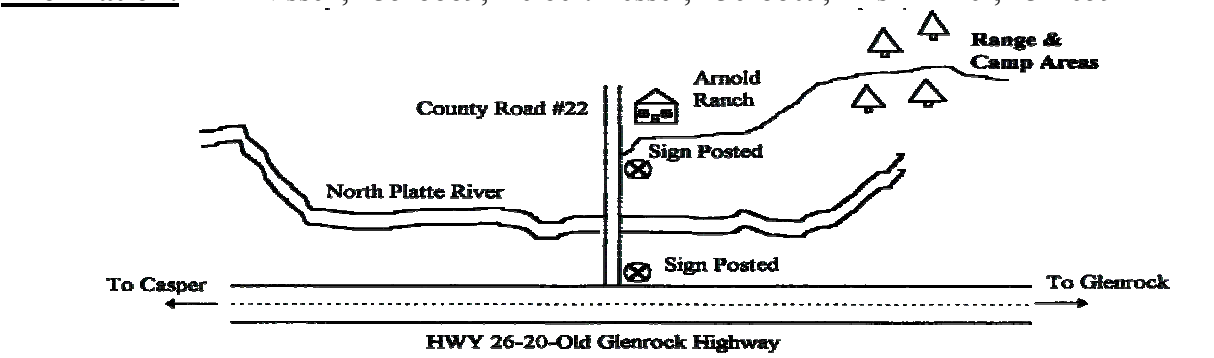 Range &
Camp Areas
Arnold
Ranch
County Road #22
Sign Posted
North Platte River
Sign Posted
To Casper
To Glenrock
HWY 26-20-Old Glenrock Highway